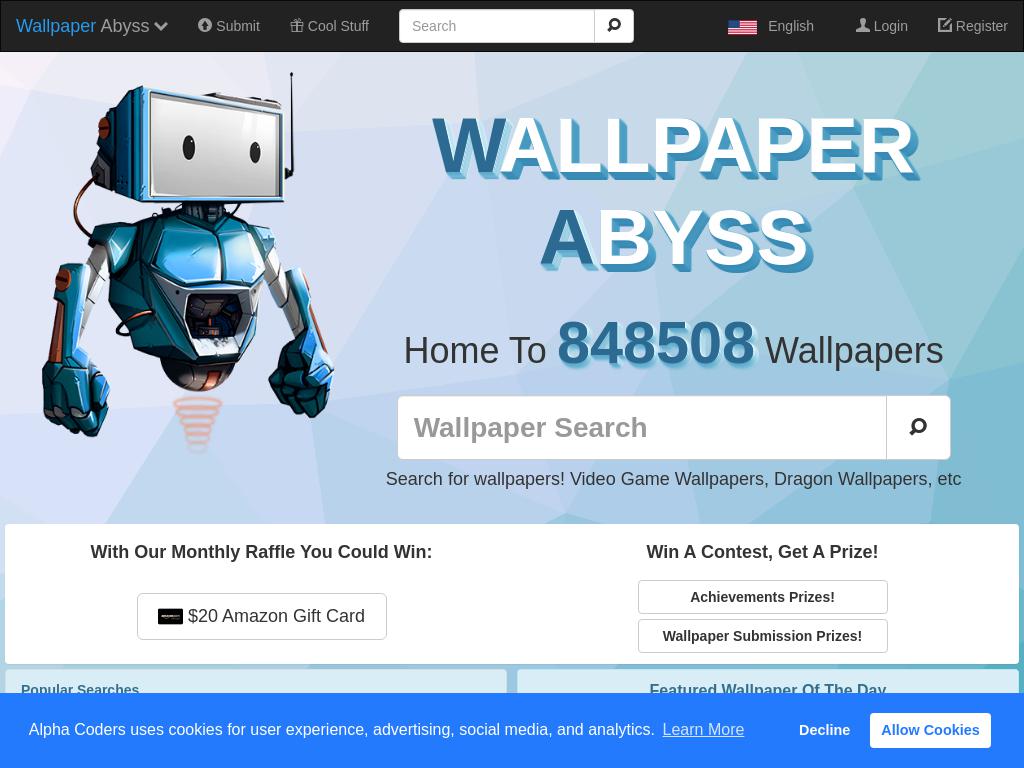 Wallpaper Abyss
Submit
Cool Stuff
Search
English
Login
Register
WALLPAPER
ABYSS
Home To 848508 Wallpapers
Wallpaper Search
Search for wallpapers! Video Game Wallpapers, Dragon Wallpapers, etc
With Our Monthly Raffle You Could Win:
$20 Amazon Gift Card
Win A Contest, Get A Prize!
Achievements Prizes!
Wallpaper Submission Prizes!
Popular Searches
Featured Wallpaper Of The Day
Alpha Coders uses cookies for user experience, advertising, social media, and analytics. Learn More
Decline
Allow Cookies